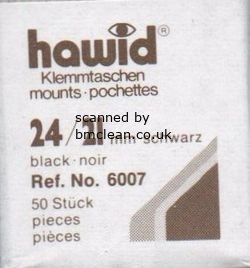 hawid®
Klemmtaschen
mounts·pochettes
scanned by
24/21 mm schwarz
bmclean.co.uk
black·noir
Ref. No. 6007
50 Stück
pieces
pièces